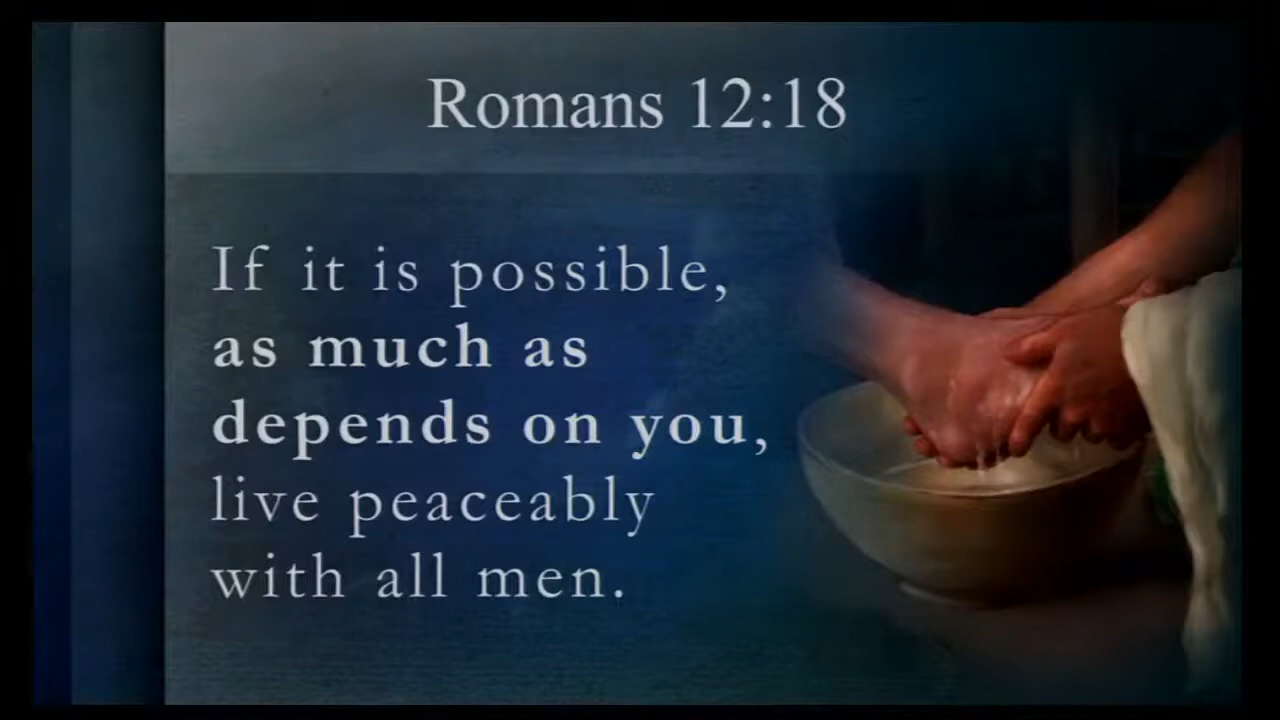 Romans 12:18
If it is possible,
as much as
depends on you,
live peaceably
with all men.